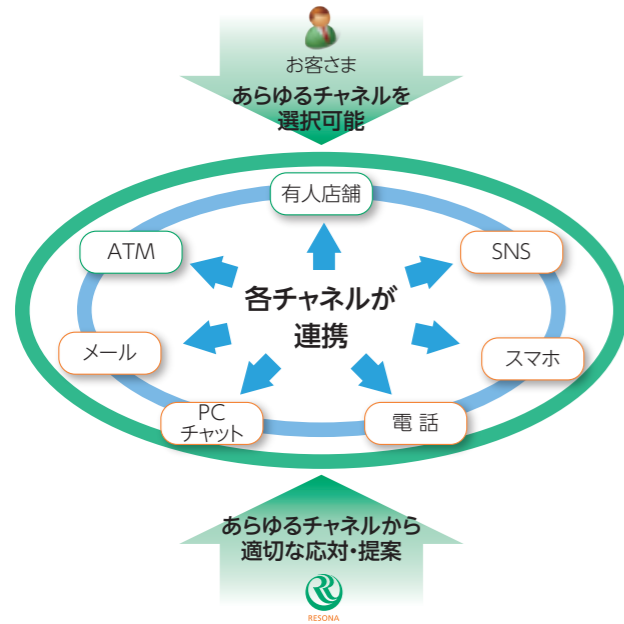 お客さま
あらゆるチャネルを
選択可能
有人店舗
ATM
SNS
各チャネルが
連携
メール
スマホ
PC
チャット
電話
あらゆるチャネルから
適切な応対・提案
RESONA